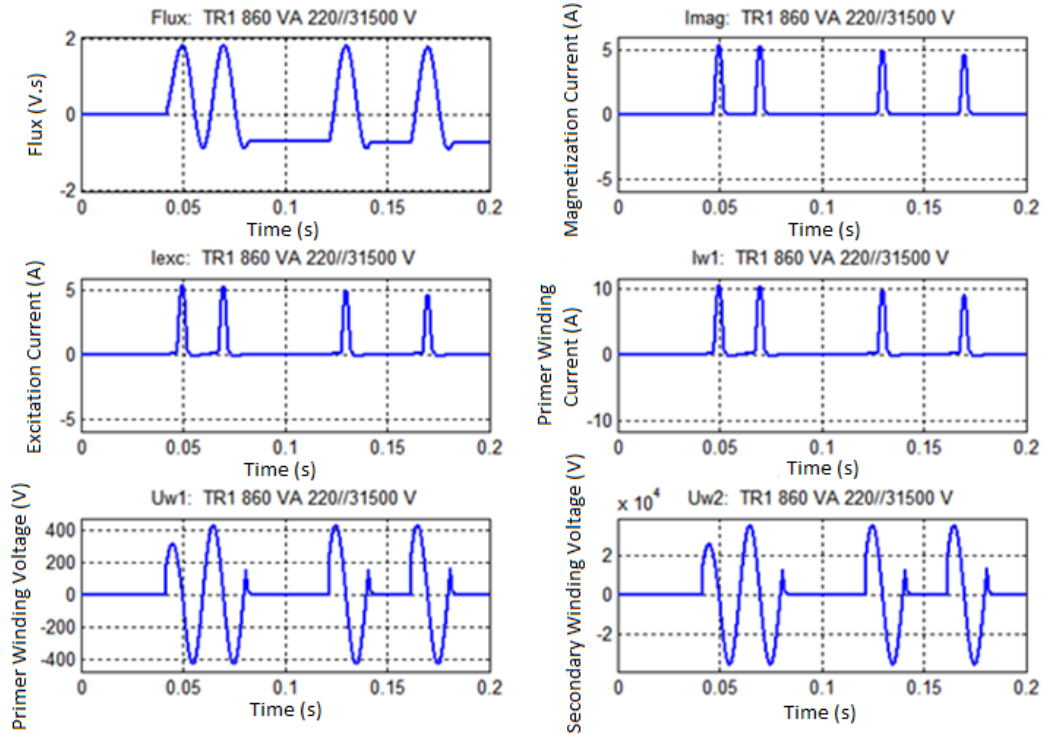 Flux: TR1 860 VA 220//31500 V
Flux (V.s)
2
0
-2
0 0.05 0.1 0.15 0.2
Time (s)
Imag: TR1 860 VA 220//31500 V
Magnetization Current (A)
5
0
-5
0 0.05 0.1 0.15 0.2
Time (s)
Iexc: TR1 860 VA 220//31500 V
Excitation Current (A)
5
0
-5
0 0.05 0.1 0.15 0.2
Time (s)
Iw1: TR1 860 VA 220//31500 V
Primer Winding
Current (A)
10
0
-10
0 0.05 0.1 0.15 0.2
Time (s)
Uw1: TR1 860 VA 220//31500 V
Primer Winding Voltage (V)
400
200
0
-200
-400
0 0.05 0.1 0.15 0.2
Time (s)
x 10^4 Uw2: TR1 860 VA 220//31500 V
Secondary Winding Voltage (V)
2
0
-2
0 0.05 0.1 0.15 0.2
Time (s)